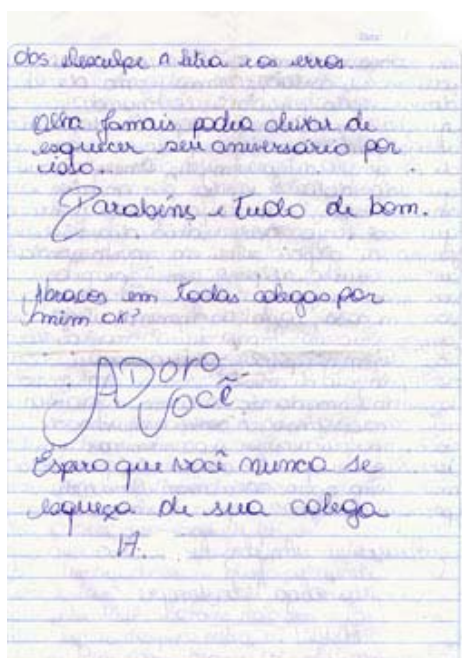 Obs desculpe a letra e os erros.
Olha jamais podia deixar de
esquecer seu aniversário por
isso...
Parabéns e tudo de bom.
Abraços em todas colegas por
mim ok?
ADoro
você
Espero que você nunca se
esqueça de sua colega